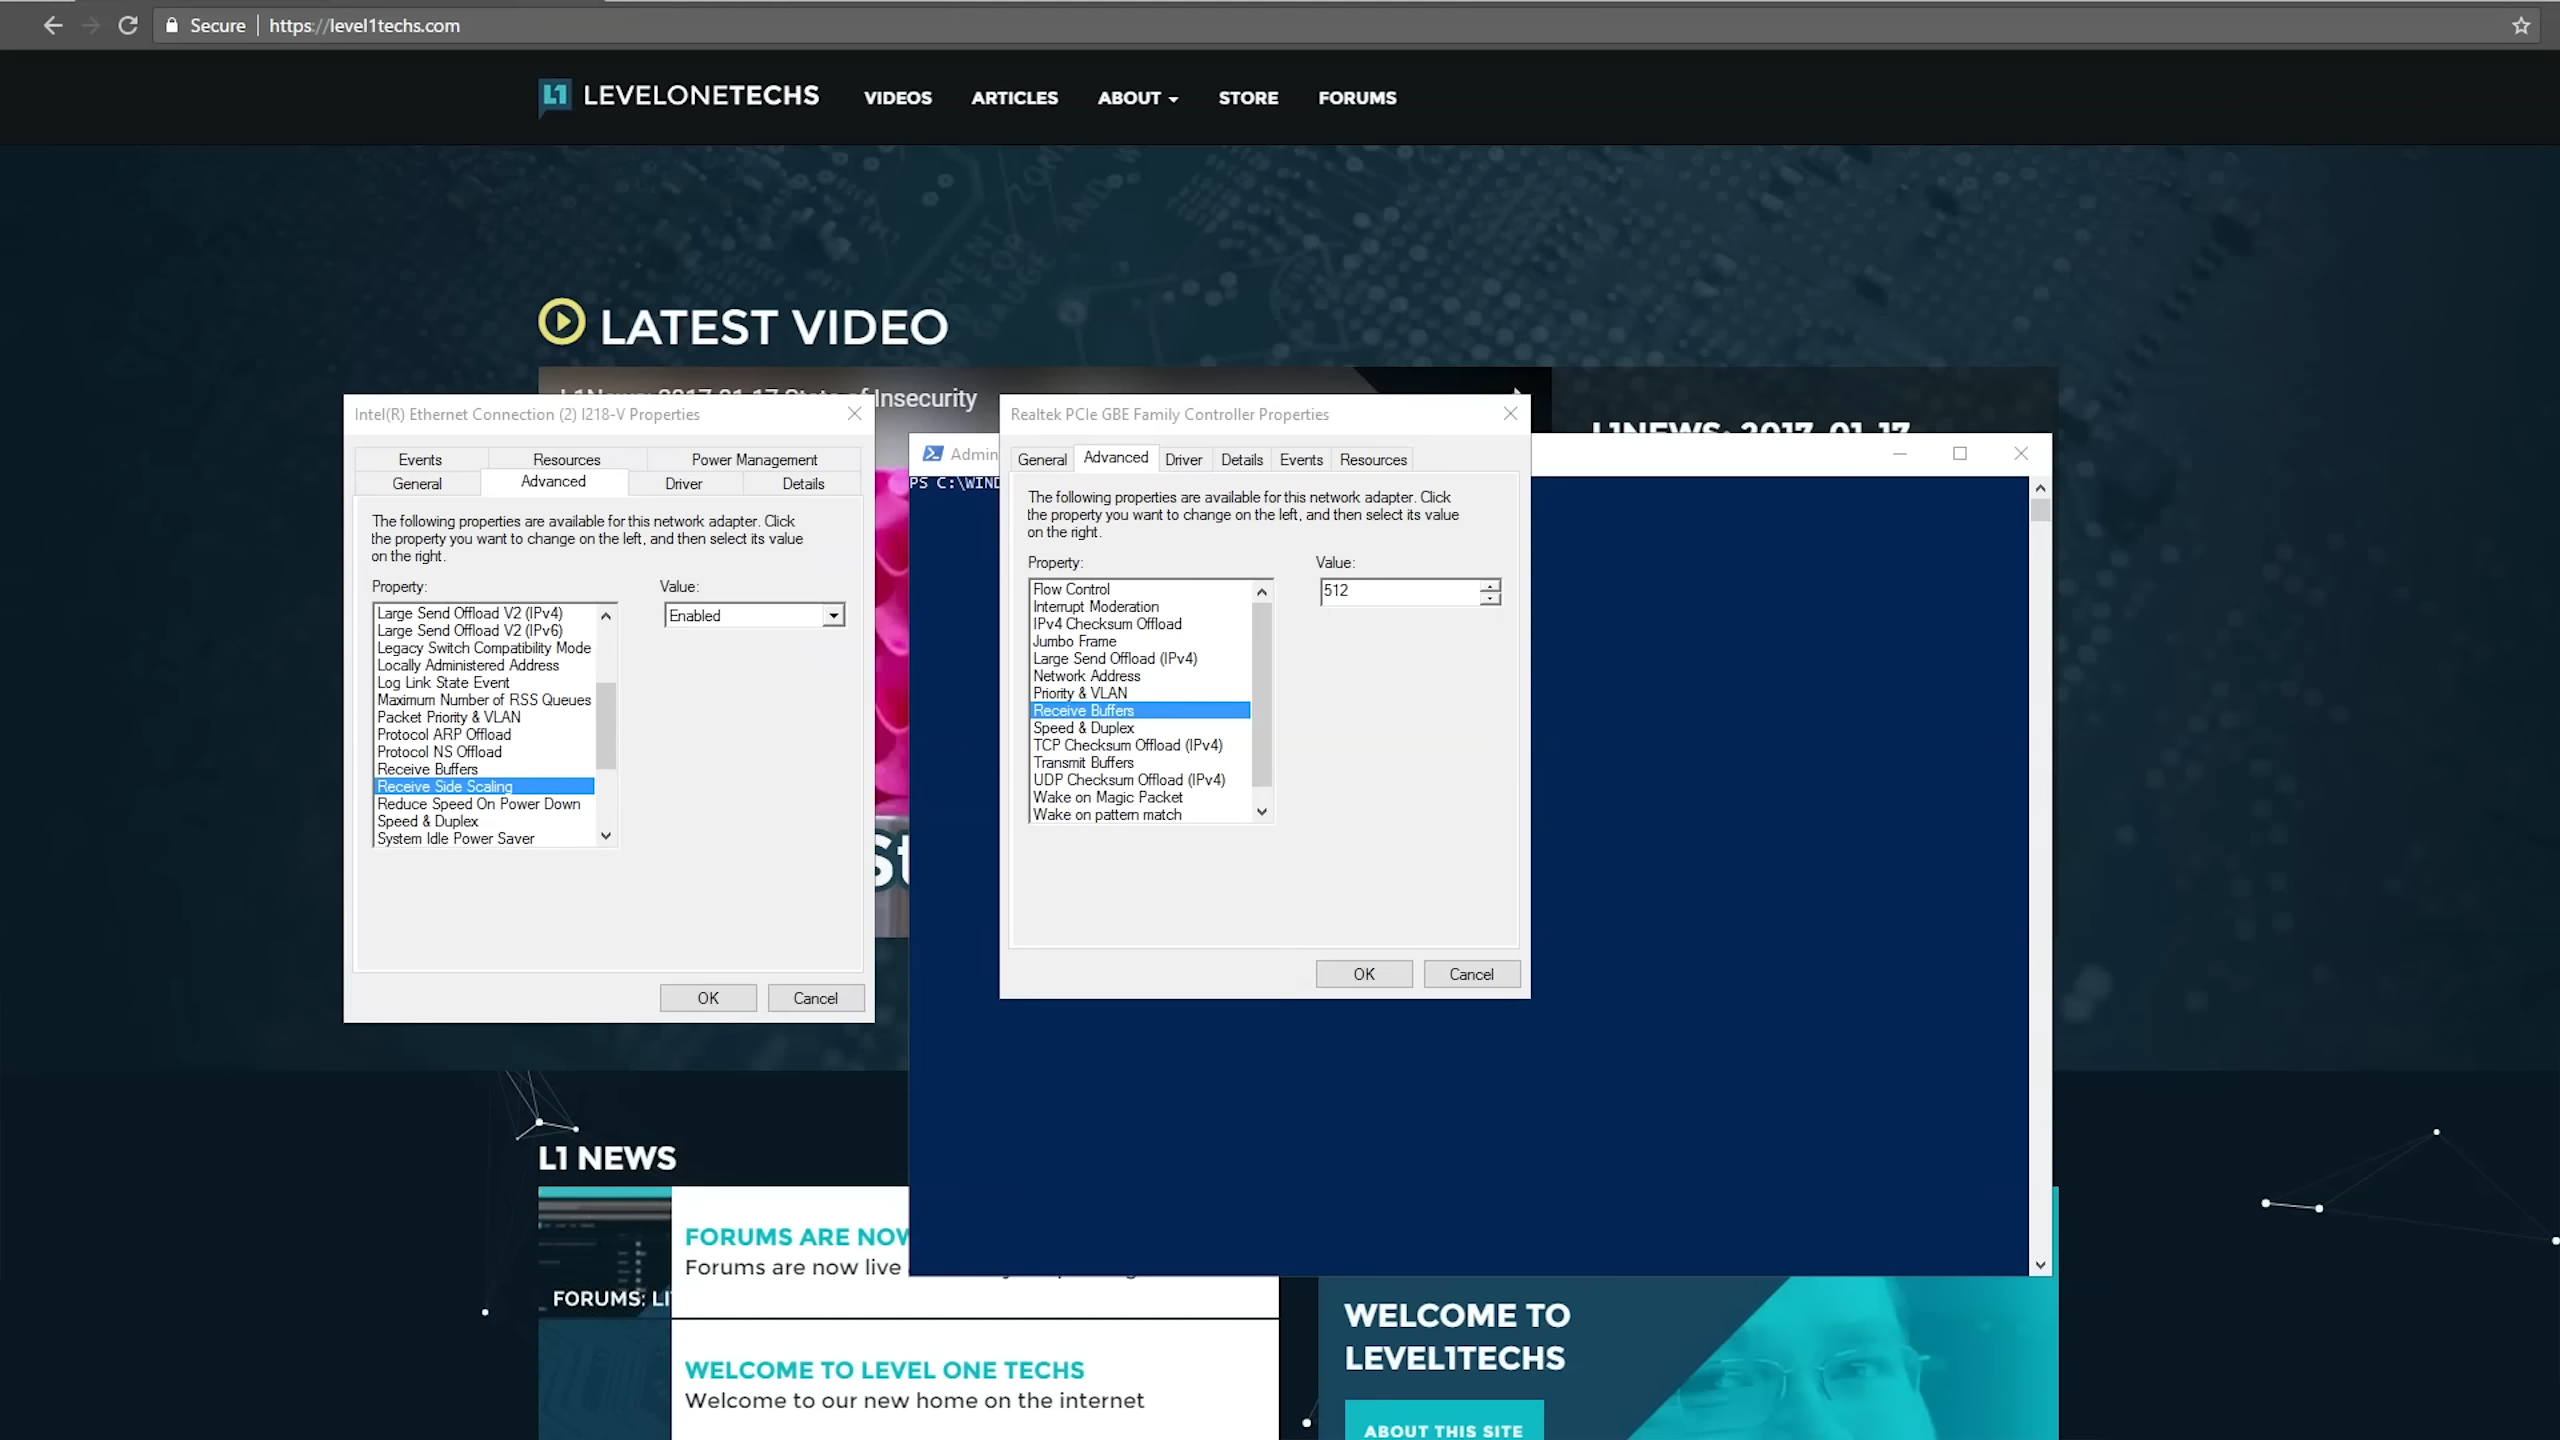 Secure
https://level1techs.com
L1 LEVELONETECHS
VIDEOS
ARTICLES
ABOUT
STORE
FORUMS
LATEST VIDEO
Insecurity
Intel(R) Ethernet Connection (2) I218-V Properties
Events
Resources
Power Management
General
Advanced
Driver
Details
The following properties are available for this network adapter. Click
the property you want to change on the left, and then select its value
on the right.
Property:
Value:
Large Send Offload V2 (IPv4)
Large Send Offload V2 (IPv6)
Legacy Switch Compatibility Mode
Locally Administered Address
Log Link State Event
Maximum Number of RSS Queues
Packet Priority & VLAN
Protocol ARP Offload
Protocol NS Offload
Receive Buffers
Receive Side Scaling
Reduce Speed On Power Down
Speed & Duplex
System Idle Power Saver
Enabled
OK
Cancel
Realtek PCIe GBE Family Controller Properties
General
Advanced
Driver
Details
Events
Resources
The following properties are available for this network adapter. Click
the property you want to change on the left, and then select its value
on the right.
Property:
Value:
Flow Control
Interrupt Moderation
IPv4 Checksum Offload
Jumbo Frame
Large Send Offload (IPv4)
Network Address
Priority & VLAN
Receive Buffers
Speed & Duplex
TCP Checksum Offload (IPv4)
Transmit Buffers
UDP Checksum Offload (IPv4)
Wake on Magic Packet
Wake on pattern match
512
OK
Cancel
L1NEWS: 2017-01-17
Admin
PS C:\WIND
St
L1 NEWS
FORUMS ARE NOW
Forums are now live
FORUMS: LI
WELCOME TO LEVEL ONE TECHS
Welcome to our new home on the internet
WELCOME TO
LEVEL1TECHS
ABOUT THIS SITE